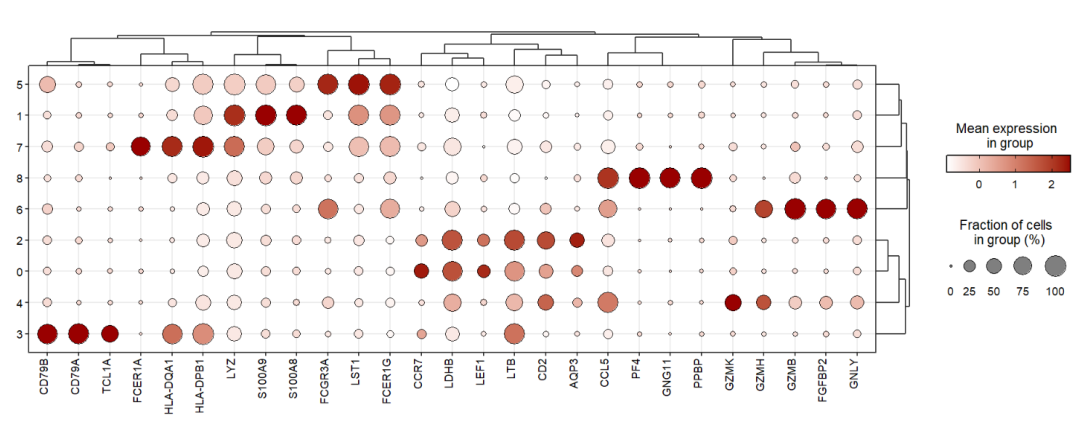 5
1
7
8
6
2
0
4
3
CD79B
CD79A
TCL1A
FCER1A
HLA-DQA1
HLA-DPB1
LYZ
S100A9
S100A8
FCGR3A
LST1
FCER1G
CCR7
LDHB
LEF1
LTB
CD2
AQP3
CCL5
PF4
GNG11
PPBP
GZMK
GZMH
GZMB
FGFBP2
GNLY
Mean expression
in group
0 1 2
Fraction of cells
in group (%)
0 25 50 75 100